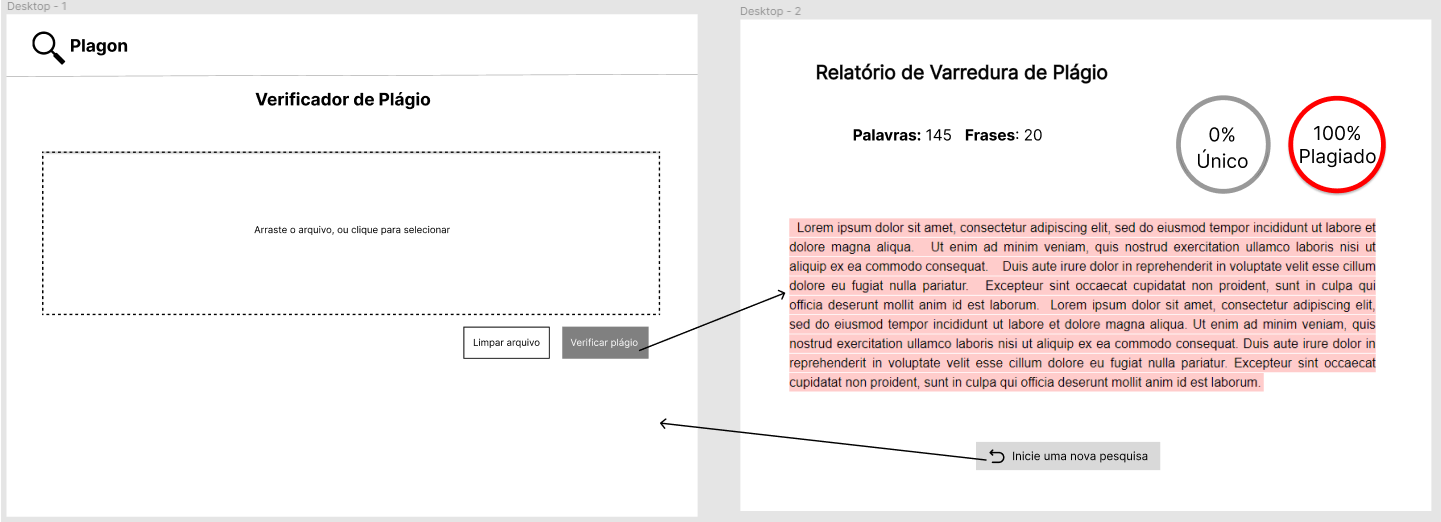 Desktop - 1
Plagon
Verificador de Plágio
Arraste o arquivo, ou clique para selecionar
Limpar arquivo
Verificar plágio
Desktop - 2
Relatório de Varredura de Plágio
Palavras: 145 Frases: 20
0%
Único
100%
Plagiado
Lorem ipsum dolor sit amet, consectetur adipiscing elit, sed do eiusmod tempor incididunt ut labore et
dolore magna aliqua. Ut enim ad minim veniam, quis nostrud exercitation ullamco laboris nisi ut
aliquip ex ea commodo consequat. Duis aute irure dolor in reprehenderit in voluptate velit esse cillum
dolore eu fugiat nulla pariatur. Excepteur sint occaecat cupidatat non proident, sunt in culpa qui
officia deserunt mollit anim id est laborum. Lorem ipsum dolor sit amet, consectetur adipiscing elit,
sed do eiusmod tempor incididunt ut labore et dolore magna aliqua. Ut enim ad minim veniam, quis
nostrud exercitation ullamco laboris nisi ut aliquip ex ea commodo consequat. Duis aute irure dolor in
reprehenderit in voluptate velit esse cillum dolore eu fugiat nulla pariatur. Excepteur sint occaecat
cupidatat non proident, sunt in culpa qui officia deserunt mollit anim id est laborum.
Inicie uma nova pesquisa